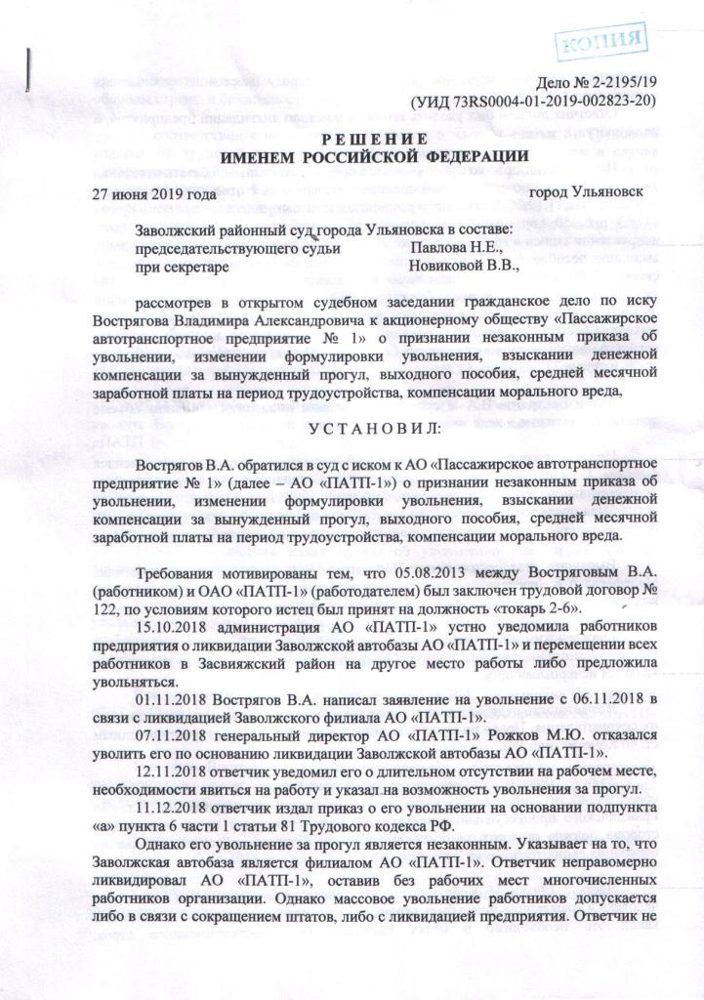 КОПИЯ
Дело № 2-2195/19
(УИД 73RS0004-01-2019-002823-20)
Р Е Ш Е Н И Е
ИМЕНЕМ РОССИЙСКОЙ ФЕДЕРАЦИИ
27 июня 2019 года город Ульяновск
Заволжский районный суд города Ульяновска в составе:
председательствующего судьи Павлова Н.Е.,
при секретаре Новиковой В.В.,
рассмотрев в открытом судебном заседании гражданское дело по иску
Вострягова Владимира Александровича к акционерному обществу «Пассажирское
автотранспортное предприятие № 1» о признании незаконным приказа об
увольнении, изменении формулировки увольнения, взыскании денежной
компенсации за вынужденный прогул, выходного пособия, средней месячной
заработной платы на период трудоустройства, компенсации морального вреда,
У С Т А Н О В И Л:
Вострягов В.А. обратился в суд с иском к АО «Пассажирское автотранспортное
предприятие № 1» (далее – АО «ПАТП-1») о признании незаконным приказа об
увольнении, изменении формулировки увольнения, взыскании денежной
компенсации за вынужденный прогул, выходного пособия, средней месячной
заработной платы на период трудоустройства, компенсации морального вреда.
Требования мотивированы тем, что 05.08.2013 между Востряговым В.А.
(работником) и ОАО «ПАТП-1» (работодателем) был заключен трудовой договор №
122, по условиям которого истец был принят на должность «токарь 2-6».
15.10.2018 администрация АО «ПАТП-1» устно уведомила работников
предприятия о ликвидации Заволжской автобазы АО «ПАТП-1» и перемещении всех
работников в Засвияжский район на другое место работы либо предложила
увольняться.
01.11.2018 Вострягов В.А. написал заявление на увольнение с 06.11.2018 в
связи с ликвидацией Заволжского филиала АО «ПАТП-1».
07.11.2018 генеральный директор АО «ПАТП-1» Рожков М.Ю. отказался
уволить его по основанию ликвидации Заволжской автобазы АО «ПАТП-1».
12.11.2018 ответчик уведомил его о длительном отсутствии на рабочем месте,
необходимости явиться на работу и указал на возможность увольнения за прогул.
11.12.2018 ответчик издал приказ о его увольнении на основании подпункта
«а» пункта 6 части 1 статьи 81 Трудового кодекса РФ.
Однако его увольнение за прогул является незаконным. Указывает на то, что
Заволжская автобаза является филиалом АО «ПАТП-1». Ответчик неправомерно
ликвидировал АО «ПАТП-1», оставив без рабочих мест многочисленных
работников организации. Однако массовое увольнение работников допускается
либо в связи с сокращением штатов, либо с ликвидацией предприятия. Ответчик не